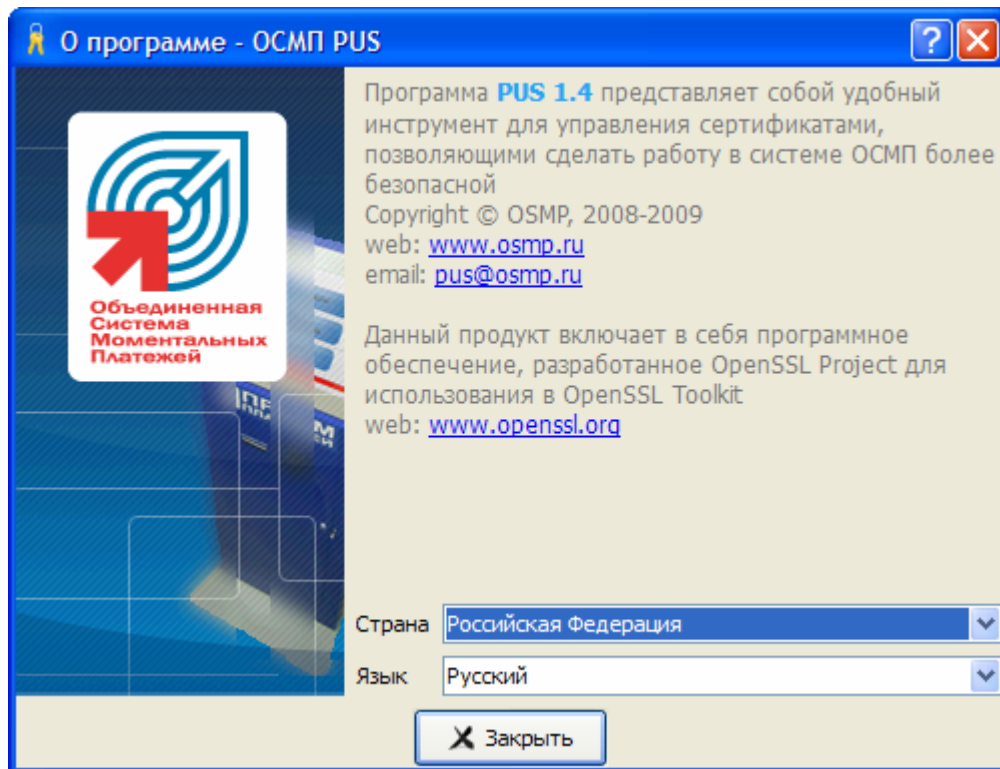 О программе - ОСМП PUS
Программа PUS 1.4 представляет собой удобный
инструмент для управления сертификатами,
позволяющими сделать работу в системе ОСМП более
безопасной
Copyright © OSMP, 2008-2009
web: www.osmp.ru
email: pus@osmp.ru
Объединенная
Система
Моментальных
Платежей
Данный продукт включает в себя программное
обеспечение, разработанное OpenSSL Project для
использования в OpenSSL Toolkit
web: www.openssl.org
Страна Российская Федерация
Язык Русский
Закрыть